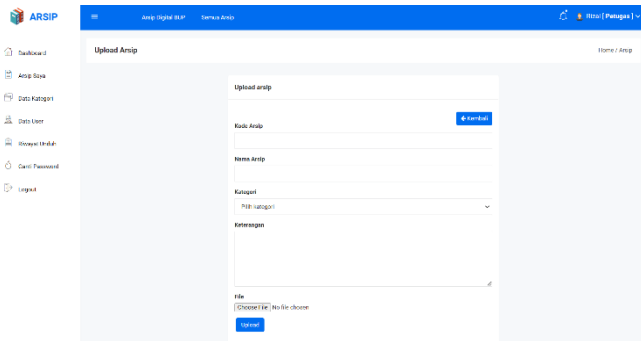 ARSIP
Arsip Digital BUP
Semua Arsip
[ Petugas ]
Dashboard
Arsip Saya
Data Kategori
Data User
Riwayat Unduh
Ganti Password
Logout
Upload Arsip
Home / Arsip
Upload arsip
Kembali
Kode Arsip
Nama Arsip
Kategori
Pilih kategori
Keterangan
File
Choose File No file chosen
Upload